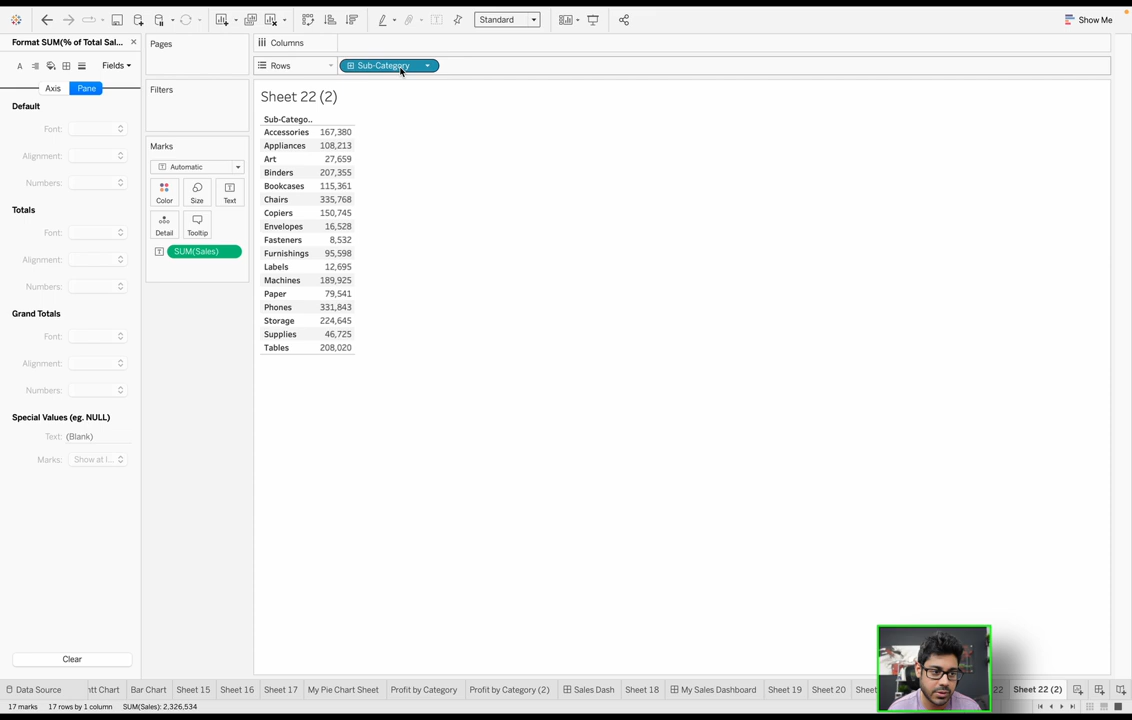 Standard
Show Me
Format SUM(% of Total Sal...
Fields
Axis
Pane
Default
Font:
Alignment:
Numbers:
Totals
Font:
Alignment:
Numbers:
Grand Totals
Font:
Alignment:
Numbers:
Special Values (eg. NULL)
Text: (Blank)
Marks: Show at l...
Clear
Pages
Filters
Marks
Automatic
Color
Size
Text
Detail
Tooltip
SUM(Sales)
Columns
Rows
Sub-Category
Sheet 22 (2)
Sub-Catego..
Accessories 167,380
Appliances 108,213
Art 27,659
Binders 207,355
Bookcases 115,361
Chairs 335,768
Copiers 150,745
Envelopes 16,528
Fasteners 8,532
Furnishings 95,598
Labels 12,695
Machines 189,925
Paper 79,541
Phones 331,843
Storage 224,645
Supplies 46,725
Tables 208,020
Data Source
ntt Chart
Bar Chart
Sheet 15
Sheet 16
Sheet 17
My Pie Chart Sheet
Profit by Category
Profit by Category (2)
Sales Dash
Sheet 18
My Sales Dashboard
Sheet 19
Sheet 20
Sheet
22
Sheet 22 (2)
17 marks
17 rows by 1 column
SUM(Sales): 2,326,534